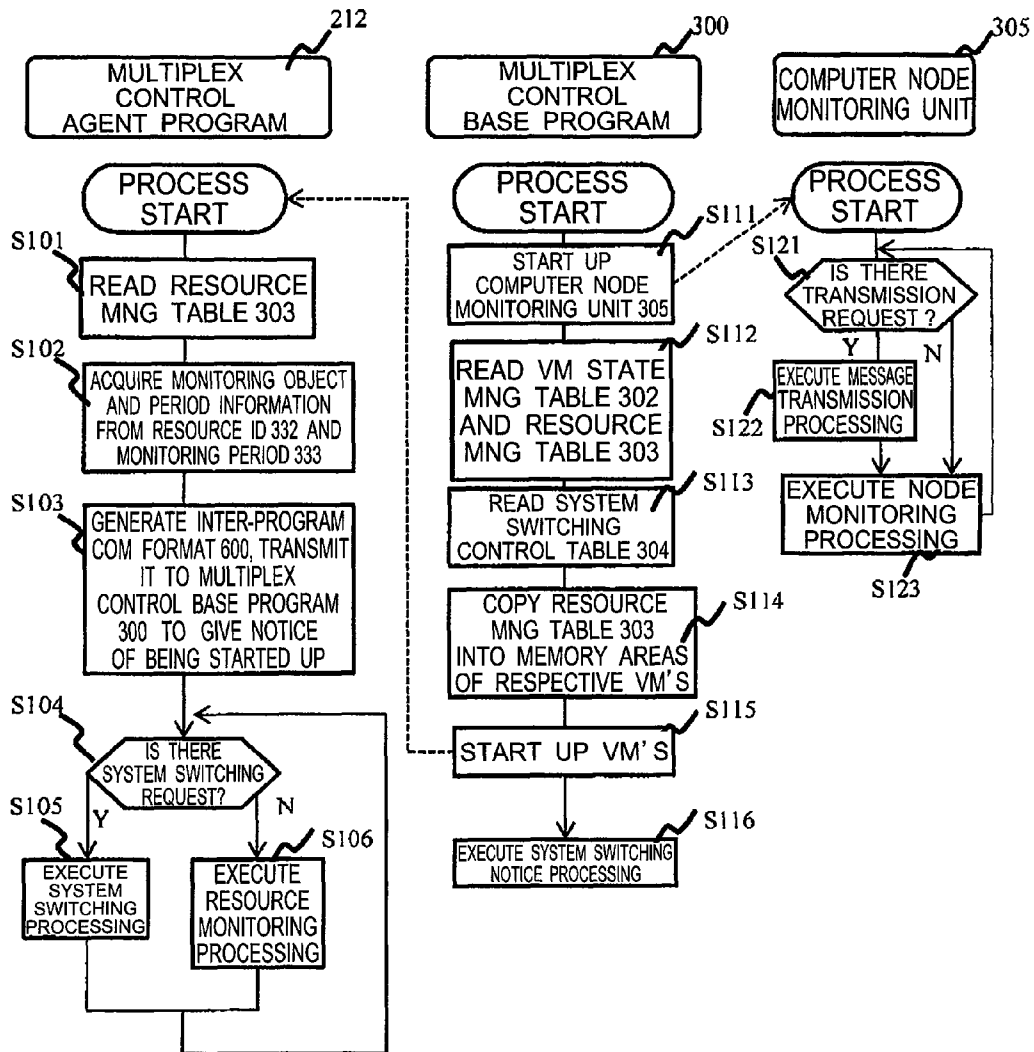 212
MULTIPLEX
CONTROL
AGENT PROGRAM
PROCESS
START
S101
READ RESOURCE
MNG TABLE 303
S102
ACQUIRE MONITORING OBJECT
AND PERIOD INFORMATION
FROM RESOURCE ID 332 AND
MONITORING PERIOD 333
S103
GENERATE INTER-PROGRAM
COM FORMAT 600, TRANSMIT
IT TO MULTIPLEX
CONTROL BASE PROGRAM
300 TO GIVE NOTICE
OF BEING STARTED UP
S104
IS THERE
SYSTEM SWITCHING
REQUEST?
Y
N
S105
EXECUTE
SYSTEM
SWITCHING
PROCESSING
S106
EXECUTE
RESOURCE
MONITORING
PROCESSING
300
MULTIPLEX
CONTROL
BASE PROGRAM
PROCESS
START
S111
START UP
COMPUTER NODE
MONITORING UNIT 305
S112
READ VM STATE
MNG TABLE 302
AND RESOURCE
MNG TABLE 303
S113
READ SYSTEM
SWITCHING
CONTROL TABLE 304
S114
COPY RESOURCE
MNG TABLE 303
INTO MEMORY AREAS
OF RESPECTIVE VM'S
S115
START UP VM'S
S116
EXECUTE SYSTEM SWITCHING
NOTICE PROCESSING
305
COMPUTER NODE
MONITORING UNIT
PROCESS
START
S121
IS THERE
TRANSMISSION
REQUEST ?
Y
N
S122
EXECUTE MESSAGE
TRANSMISSION
PROCESSING
EXECUTE NODE
MONITORING
PROCESSING
S123